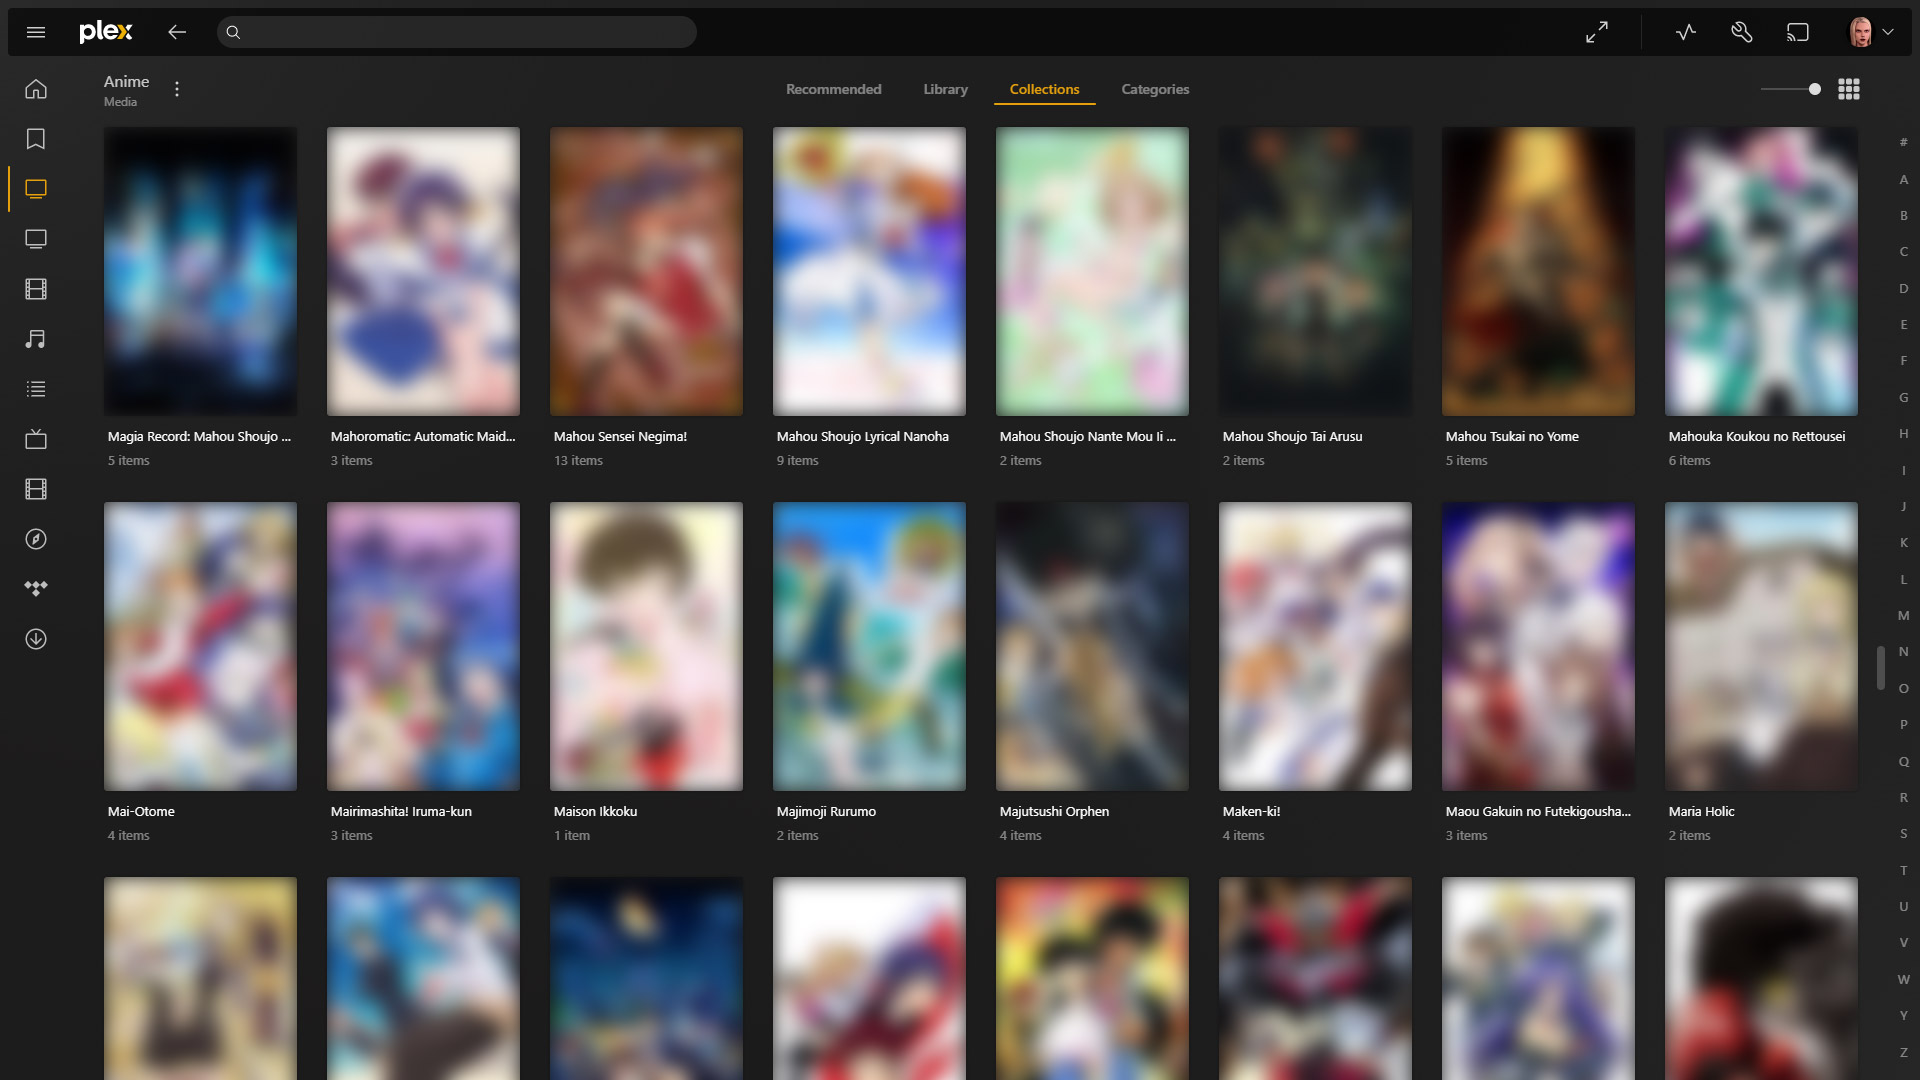 plex
Anime
Media
Recommended
Library
Collections
Categories
Magia Record: Mahou Shoujo ...
5 items
Mahoromatic: Automatic Maid...
3 items
Mahou Sensei Negima!
13 items
Mahou Shoujo Lyrical Nanoha
9 items
Mahou Shoujo Nante Mou Ii ...
2 items
Mahou Shoujo Tai Arusu
2 items
Mahou Tsukai no Yome
5 items
Mahouka Koukou no Rettousei
6 items
Mai-Otome
4 items
Mairimashita! Iruma-kun
3 items
Maison Ikkoku
1 item
Majimoji Rurumo
2 items
Majutsushi Orphen
4 items
Maken-ki!
4 items
Maou Gakuin no Futekigousha...
3 items
Maria Holic
2 items
#
A
B
C
D
E
F
G
H
I
J
K
L
M
N
O
P
Q
R
S
T
U
V
W
Y
Z